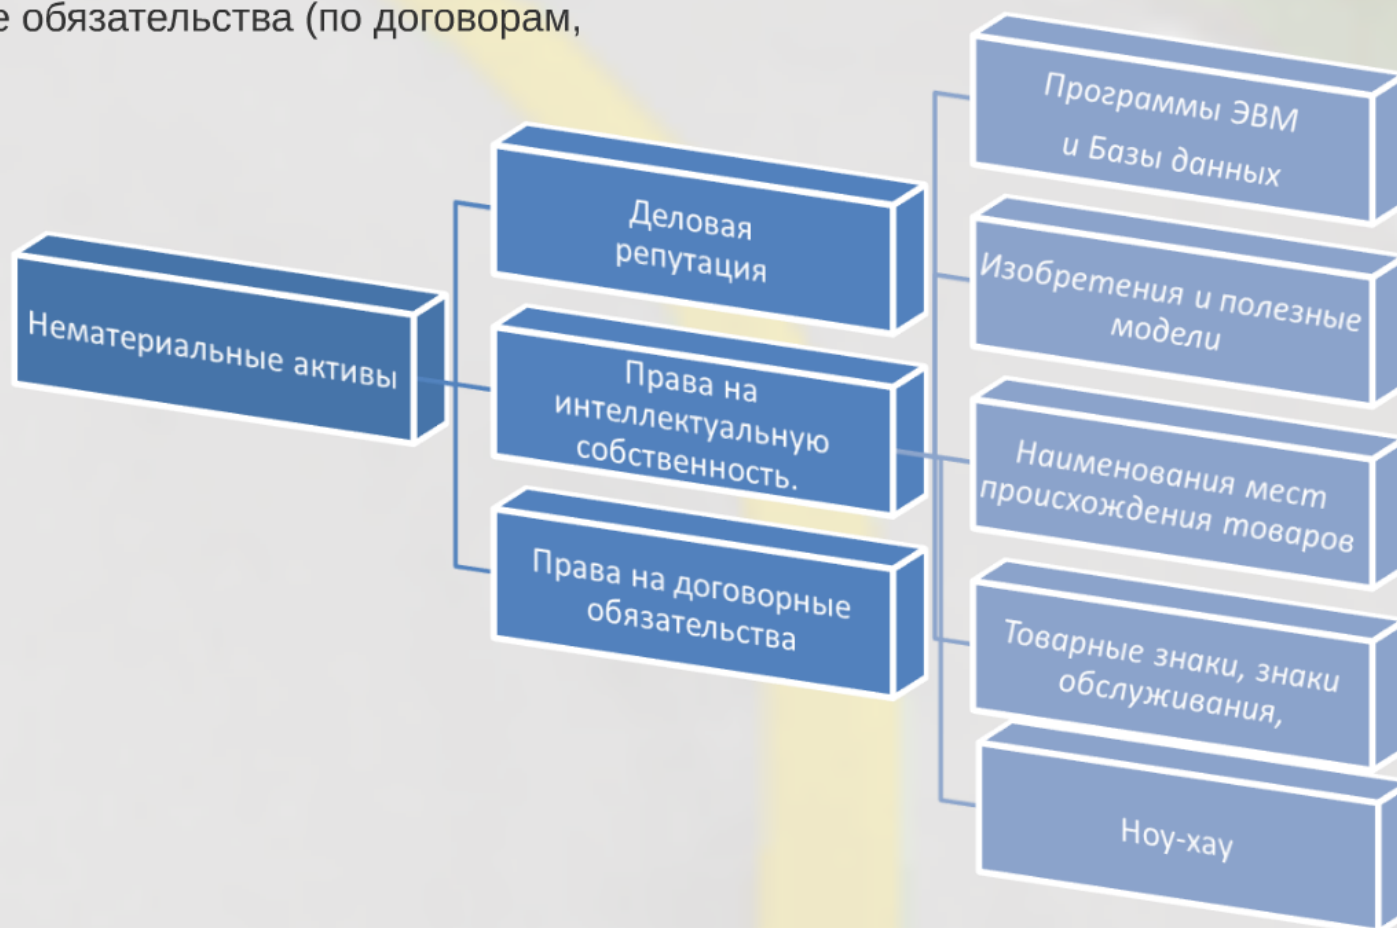 е обязательства (по договорам,
Нематериальные активы
Деловая
репутация
Права на
интеллектуальную
собственность.
Права на договорные
обязательства
Программы ЭВМ
и Базы данных
Изобретения и полезные
модели
Наименования мест
происхождения товаров
Товарные знаки, знаки
обслуживания,
Ноу-хау